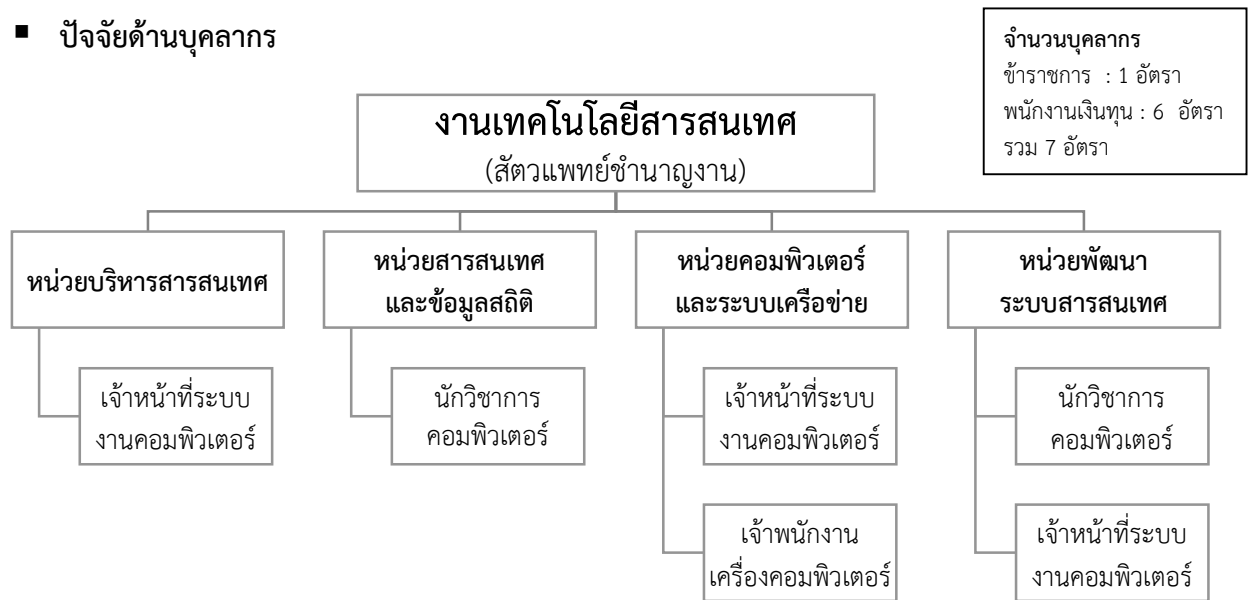 ▪ ปัจจัยด้านบุคลากร
จำนวนบุคลากร
ข้าราชการ : 1 อัตรา
พนักงานเงินทุน : 6 อัตรา
รวม 7 อัตรา
งานเทคโนโลยีสารสนเทศ
(สัตวแพทย์ชำนาญงาน)
หน่วยบริหารสารสนเทศ
เจ้าหน้าที่ระบบ
งานคอมพิวเตอร์
หน่วยสารสนเทศ
และข้อมูลสถิติ
นักวิชาการ
คอมพิวเตอร์
หน่วยคอมพิวเตอร์
และระบบเครือข่าย
เจ้าหน้าที่ระบบ
งานคอมพิวเตอร์
เจ้าพนักงาน
เครื่องคอมพิวเตอร์
หน่วยพัฒนา
ระบบสารสนเทศ
นักวิชาการ
คอมพิวเตอร์
เจ้าหน้าที่ระบบ
งานคอมพิวเตอร์